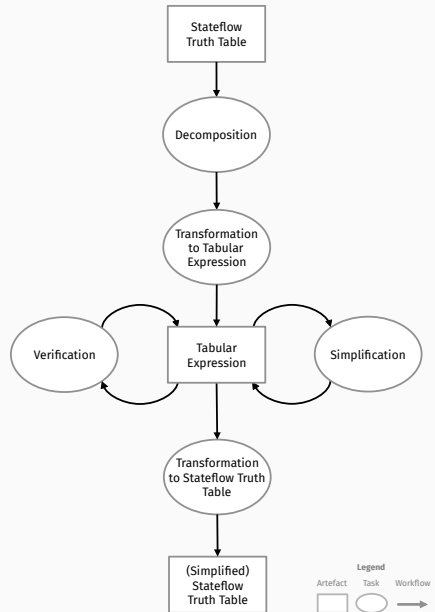 Stateflow
Truth Table
Decomposition
Transformation
to Tabular
Expression
Verification
Tabular
Expression
Simplification
Transformation
to Stateflow Truth
Table
(Simplified)
Stateflow
Truth Table
Legend
Artefact Task Workflow